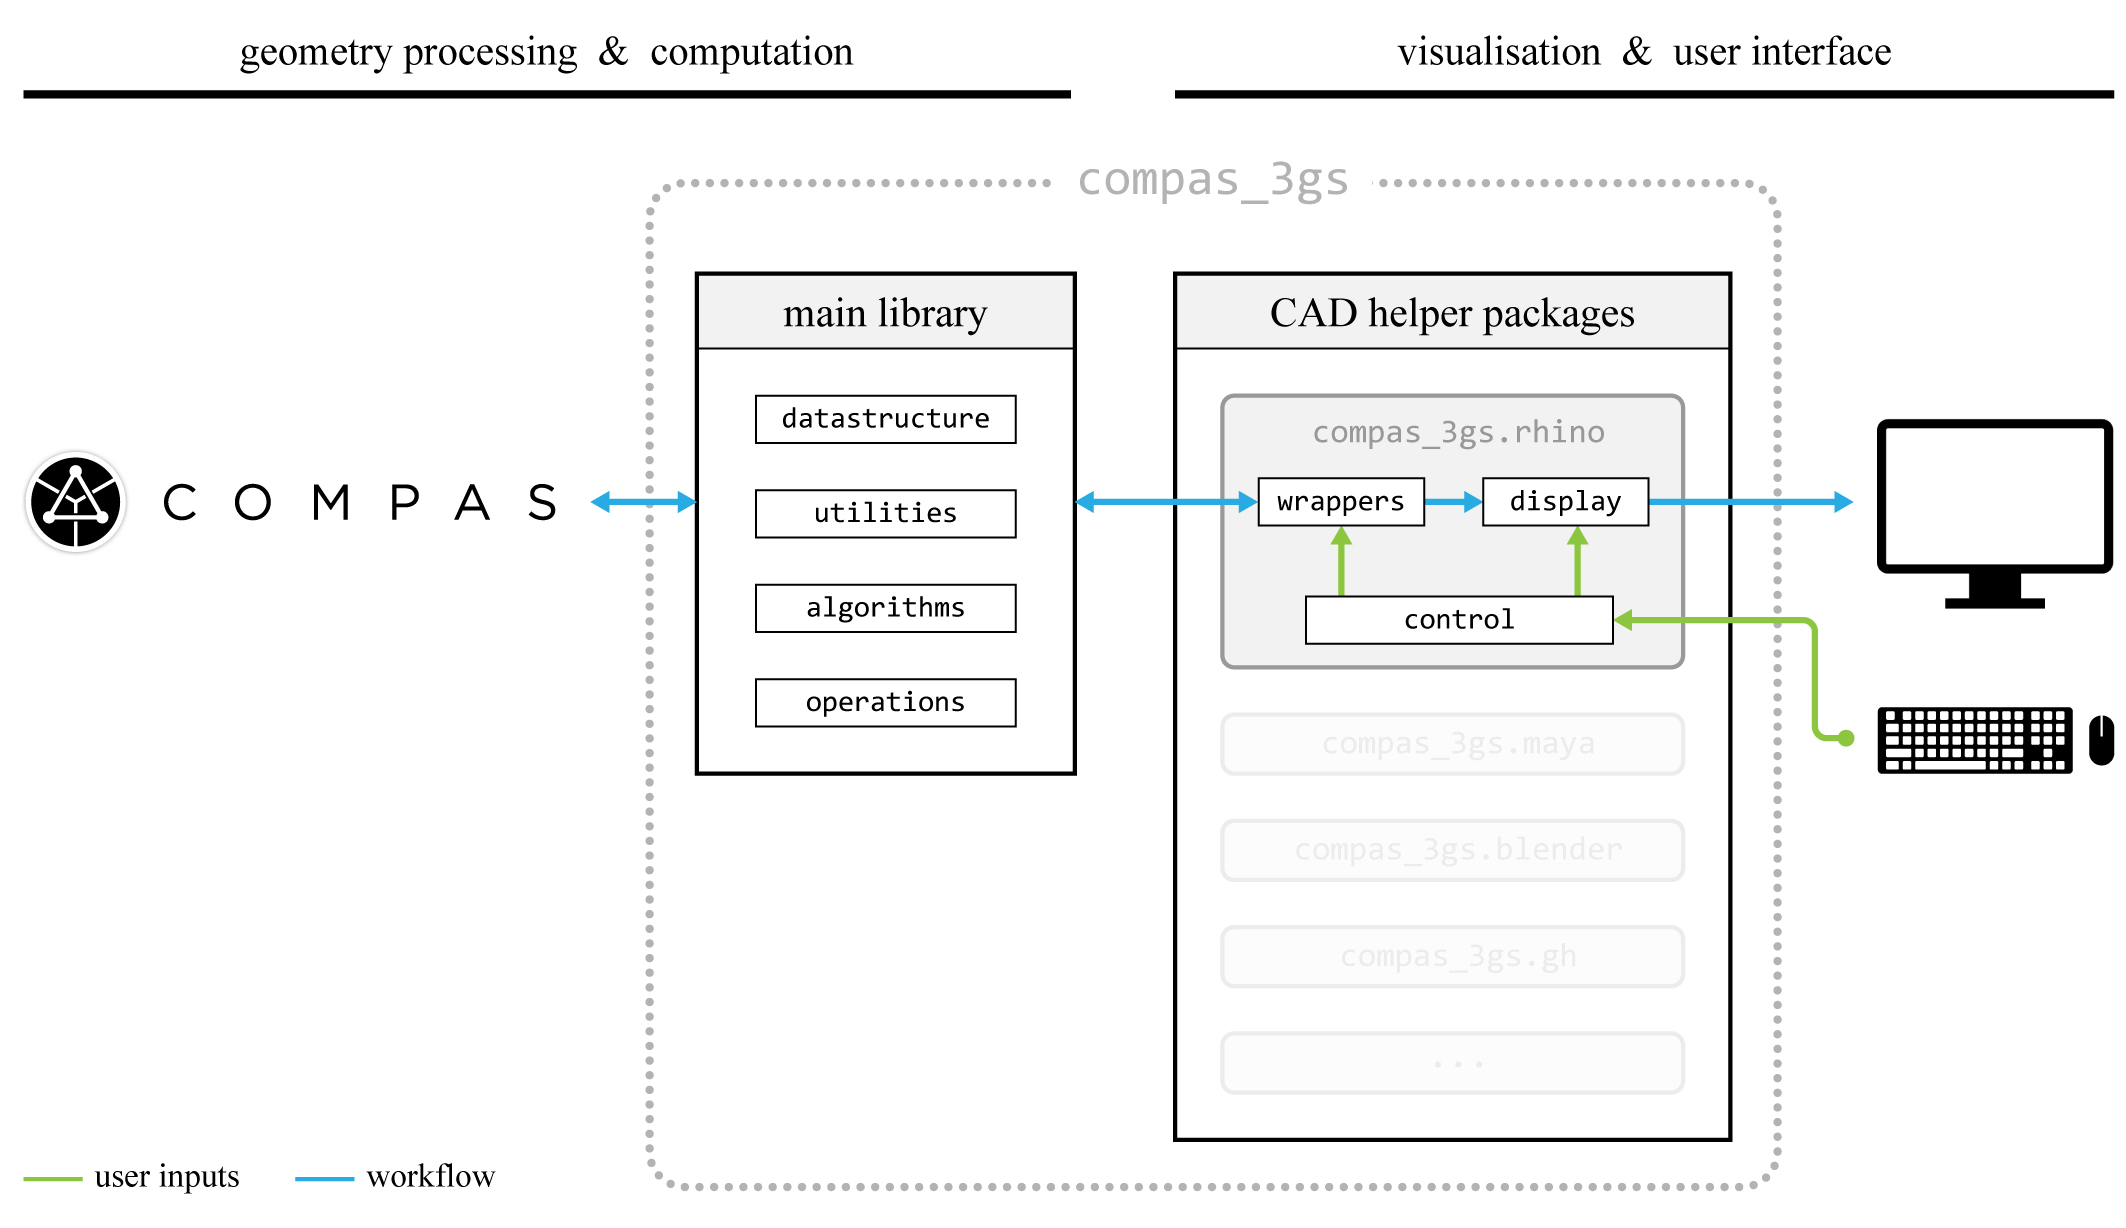 geometry processing & computation
visualisation & user interface
compas_3gs
main library
datastructure
utilities
algorithms
operations
CAD helper packages
compas_3gs.rhino
wrappers
display
control
compas_3gs.maya
compas_3gs.blender
compas_3gs.gh
...
COMPAS
user inputs
workflow